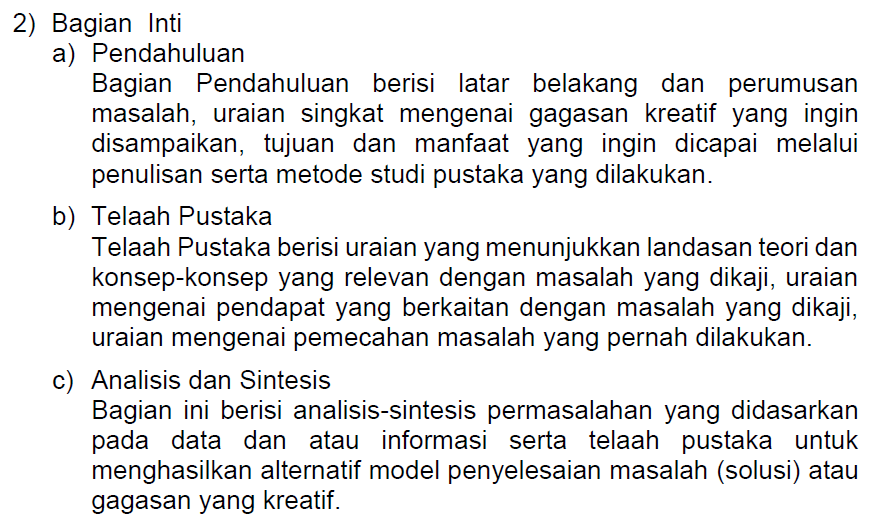 2) Bagian Inti
a) Pendahuluan
Bagian Pendahuluan berisi latar belakang dan perumusan
masalah, uraian singkat mengenai gagasan kreatif yang ingin
disampaikan, tujuan dan manfaat yang ingin dicapai melalui
penulisan serta metode studi pustaka yang dilakukan.
b) Telaah Pustaka
Telaah Pustaka berisi uraian yang menunjukkan landasan teori dan
konsep-konsep yang relevan dengan masalah yang dikaji, uraian
mengenai pendapat yang berkaitan dengan masalah yang dikaji,
uraian mengenai pemecahan masalah yang pernah dilakukan.
c) Analisis dan Sintesis
Bagian ini berisi analisis-sintesis permasalahan yang didasarkan
pada data dan atau informasi serta telaah pustaka untuk
menghasilkan alternatif model penyelesaian masalah (solusi) atau
gagasan yang kreatif.